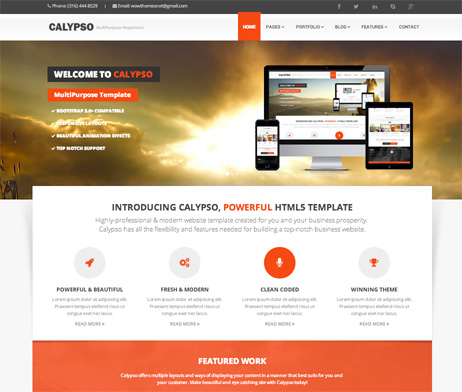 Phone: (316) 444 8529 | Email: wowthemesnet@gmail.com
CALYPSO MultiPurpose Responsive
HOME PAGES PORTFOLIO BLOG FEATURES CONTACT
WELCOME TO CALYPSO
MultiPurpose Template
BOOTSTRAP 3.0+ COMPATIBLE
RESPONSIVE LAYOUTS
BEAUTIFUL ANIMATION EFFECTS
TOP NOTCH SUPPORT
INTRODUCING CALYPSO, POWERFUL HTML5 TEMPLATE
Highly-professional & modern website template created for you and your business prosperity.
Calypso has all the flexibility and features needed for building a top-notch business website.
POWERFUL & BEAUTIFUL
Lorem ipsum dolor sit amet, adipiscing elit.
Praesent tempus eleifend risus ut
congue eset nec lacus.
READ MORE »
FRESH & MODERN
Lorem ipsum dolor sit amet, adipiscing elit.
Praesent tempus eleifend risus ut
congue eset nec lacus.
READ MORE »
CLEAN CODED
Lorem ipsum dolor sit amet, adipiscing elit.
Praesent tempus eleifend risus ut
congue eset nec lacus.
READ MORE »
WINNING THEME
Lorem ipsum dolor sit amet, adipiscing elit.
Praesent tempus eleifend risus ut
congue eset nec lacus.
READ MORE »
FEATURED WORK
Calypso offers multiple layouts and ways of displaying your content in a manner that best suits for you and
your customer. Make beautiful and eye catching site with Calypso today!